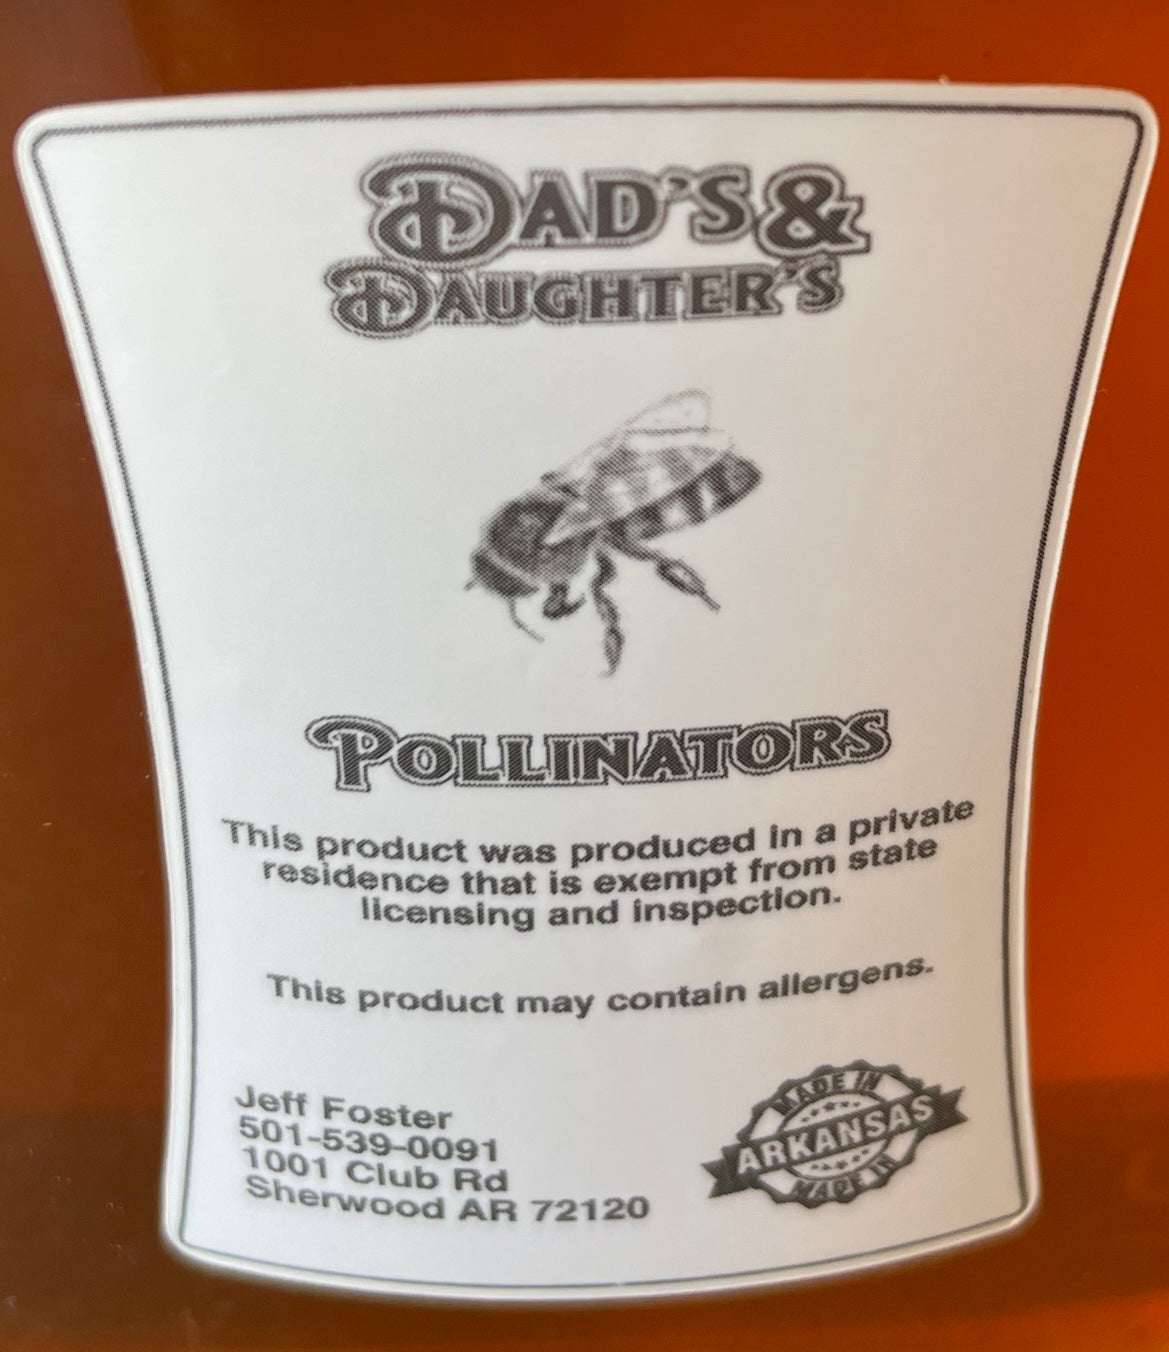 DAD'S &
DAUGHTER'S
POLLINATORS
This product was produced in a private
residence that is exempt from state
licensing and inspection.
This product may contain allergens.
Jeff Foster
501-539-0091
1001 Club Rd
Sherwood AR 72120
MADE IN
ARKANSAS
MADE IN